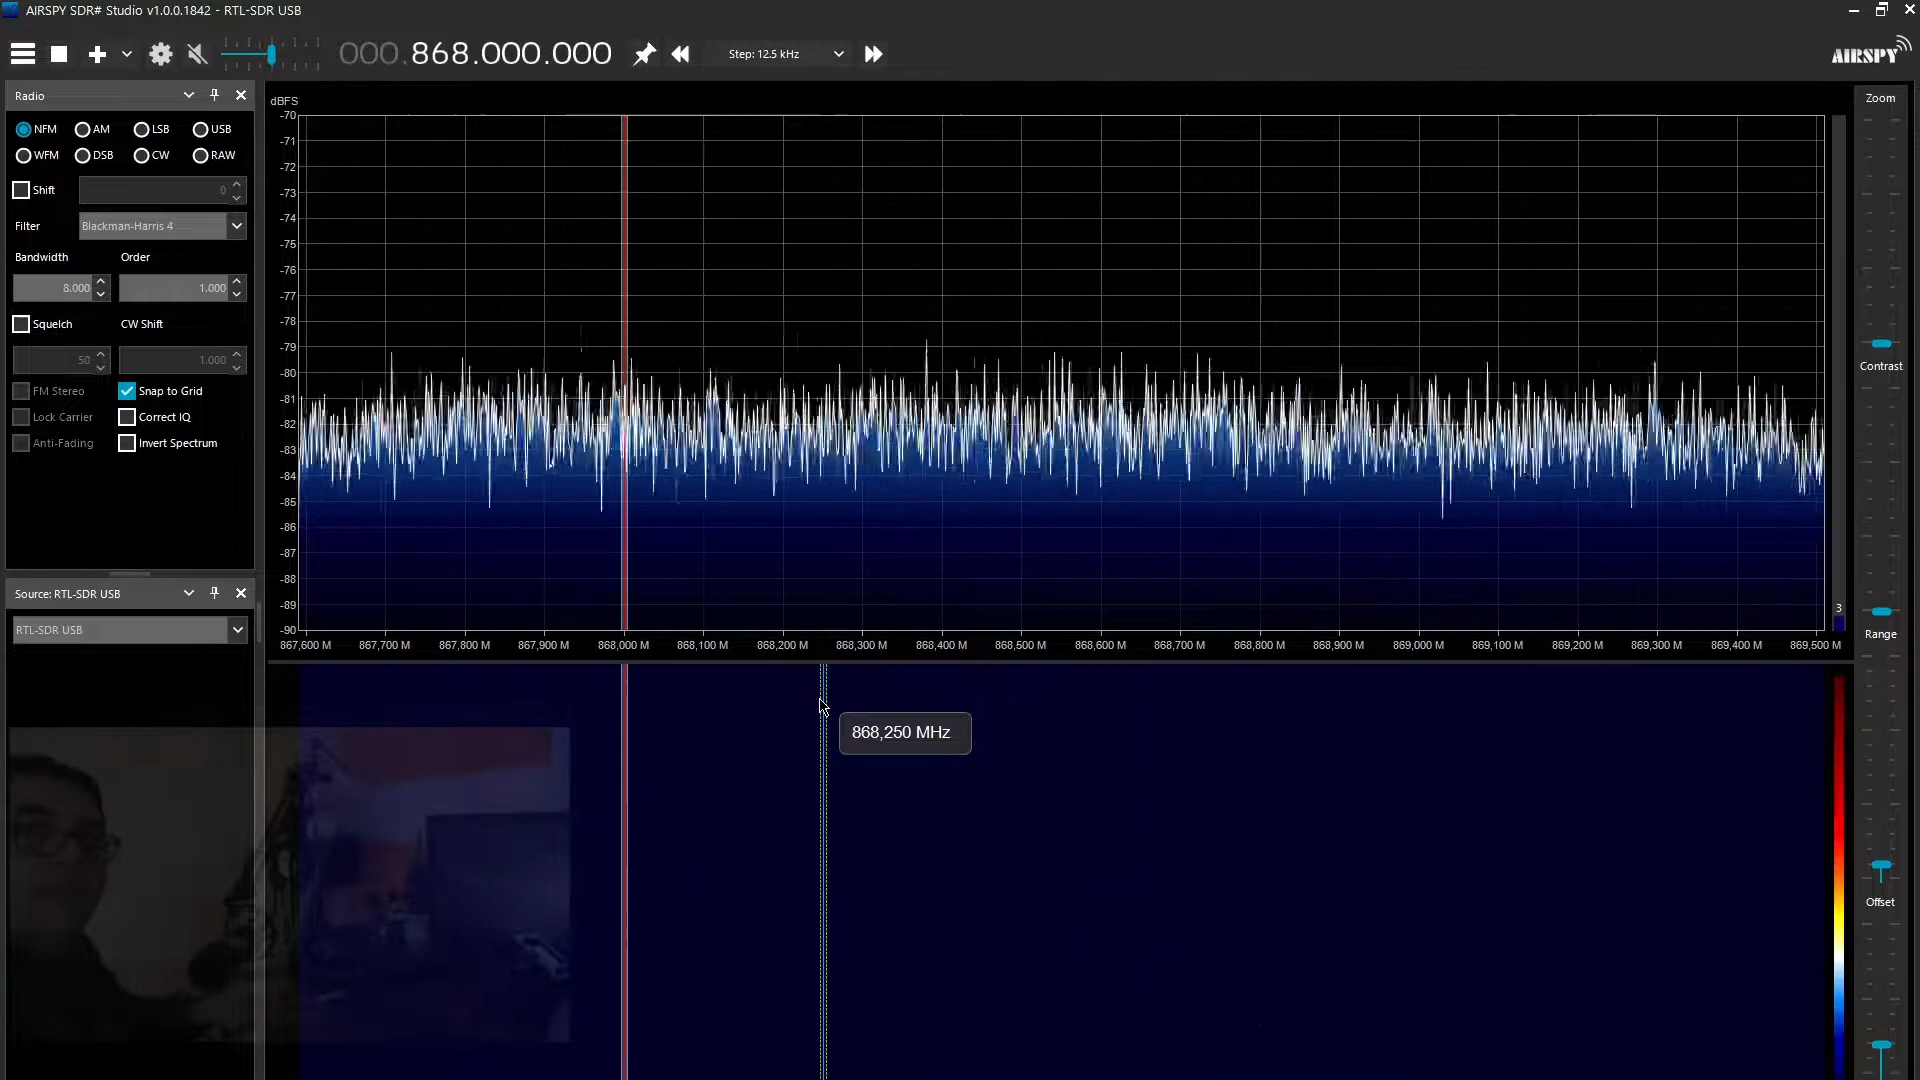 AIRSPY SDR# Studio v1.0.0.1842 - RTL-SDR USB
000.868.000.000
Step: 12.5 kHz
AIRSPY
Radio
NFM AM LSB USB
WFM DSB CW RAW
Shift 0
Filter Blackman-Harris 4
Bandwidth Order
8.000 1.000
Squelch CW Shift
50 1.000
FM Stereo Snap to Grid
Lock Carrier Correct IQ
Anti-Fading Invert Spectrum
Source: RTL-SDR USB
RTL-SDR USB
dBFS
-70
-71
-72
-73
-74
-75
-76
-77
-78
-79
-80
-81
-82
-83
-84
-85
-86
-87
-88
-89
-90
867,600 M 867,700 M 867,800 M 867,900 M 868,000 M 868,100 M 868,200 M 868,300 M 868,400 M 868,500 M 868,600 M 868,700 M 868,800 M 868,900 M 869,000 M 869,100 M 869,200 M 869,300 M 869,400 M 869,500 M
3
868,250 MHz
Zoom
Contrast
Range
Offset